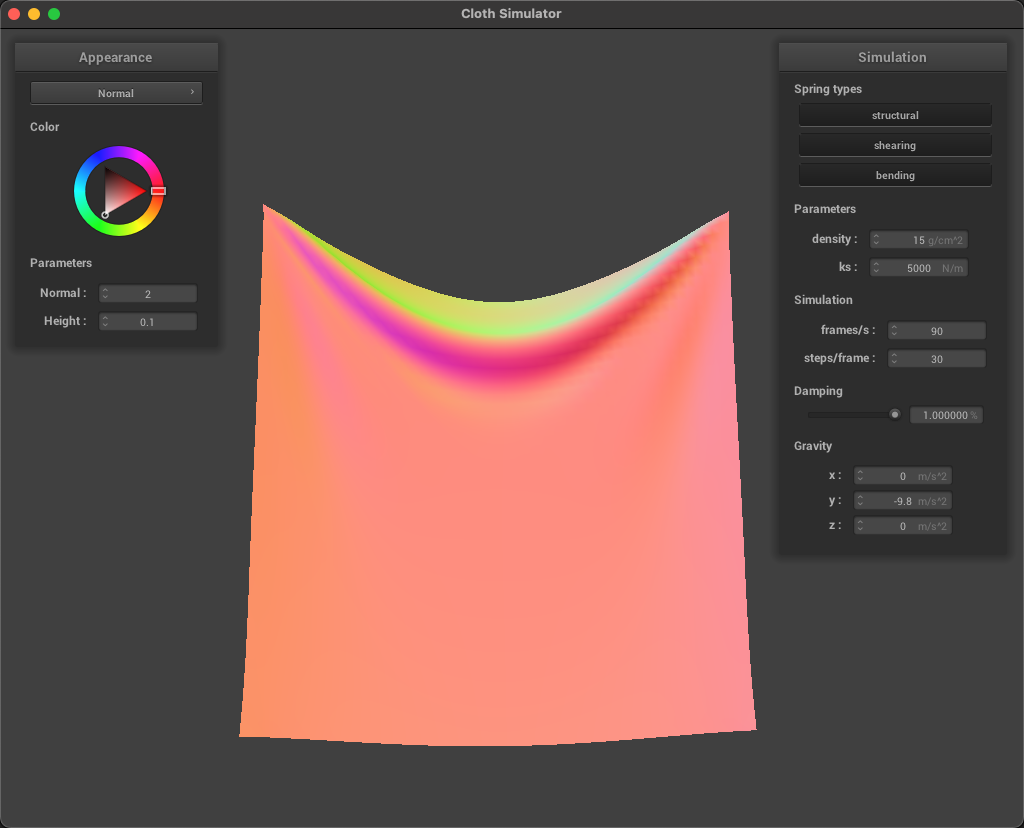 Cloth Simulator
Appearance
Normal
Color
Parameters
Normal : 2
Height : 0.1
Simulation
Spring types
structural
shearing
bending
Parameters
density : 15 g/cm^2
ks : 5000 N/m
Simulation
frames/s : 90
steps/frame : 30
Damping
1.000000 %
Gravity
x : 0 m/s^2
y : -9.8 m/s^2
z : 0 m/s^2